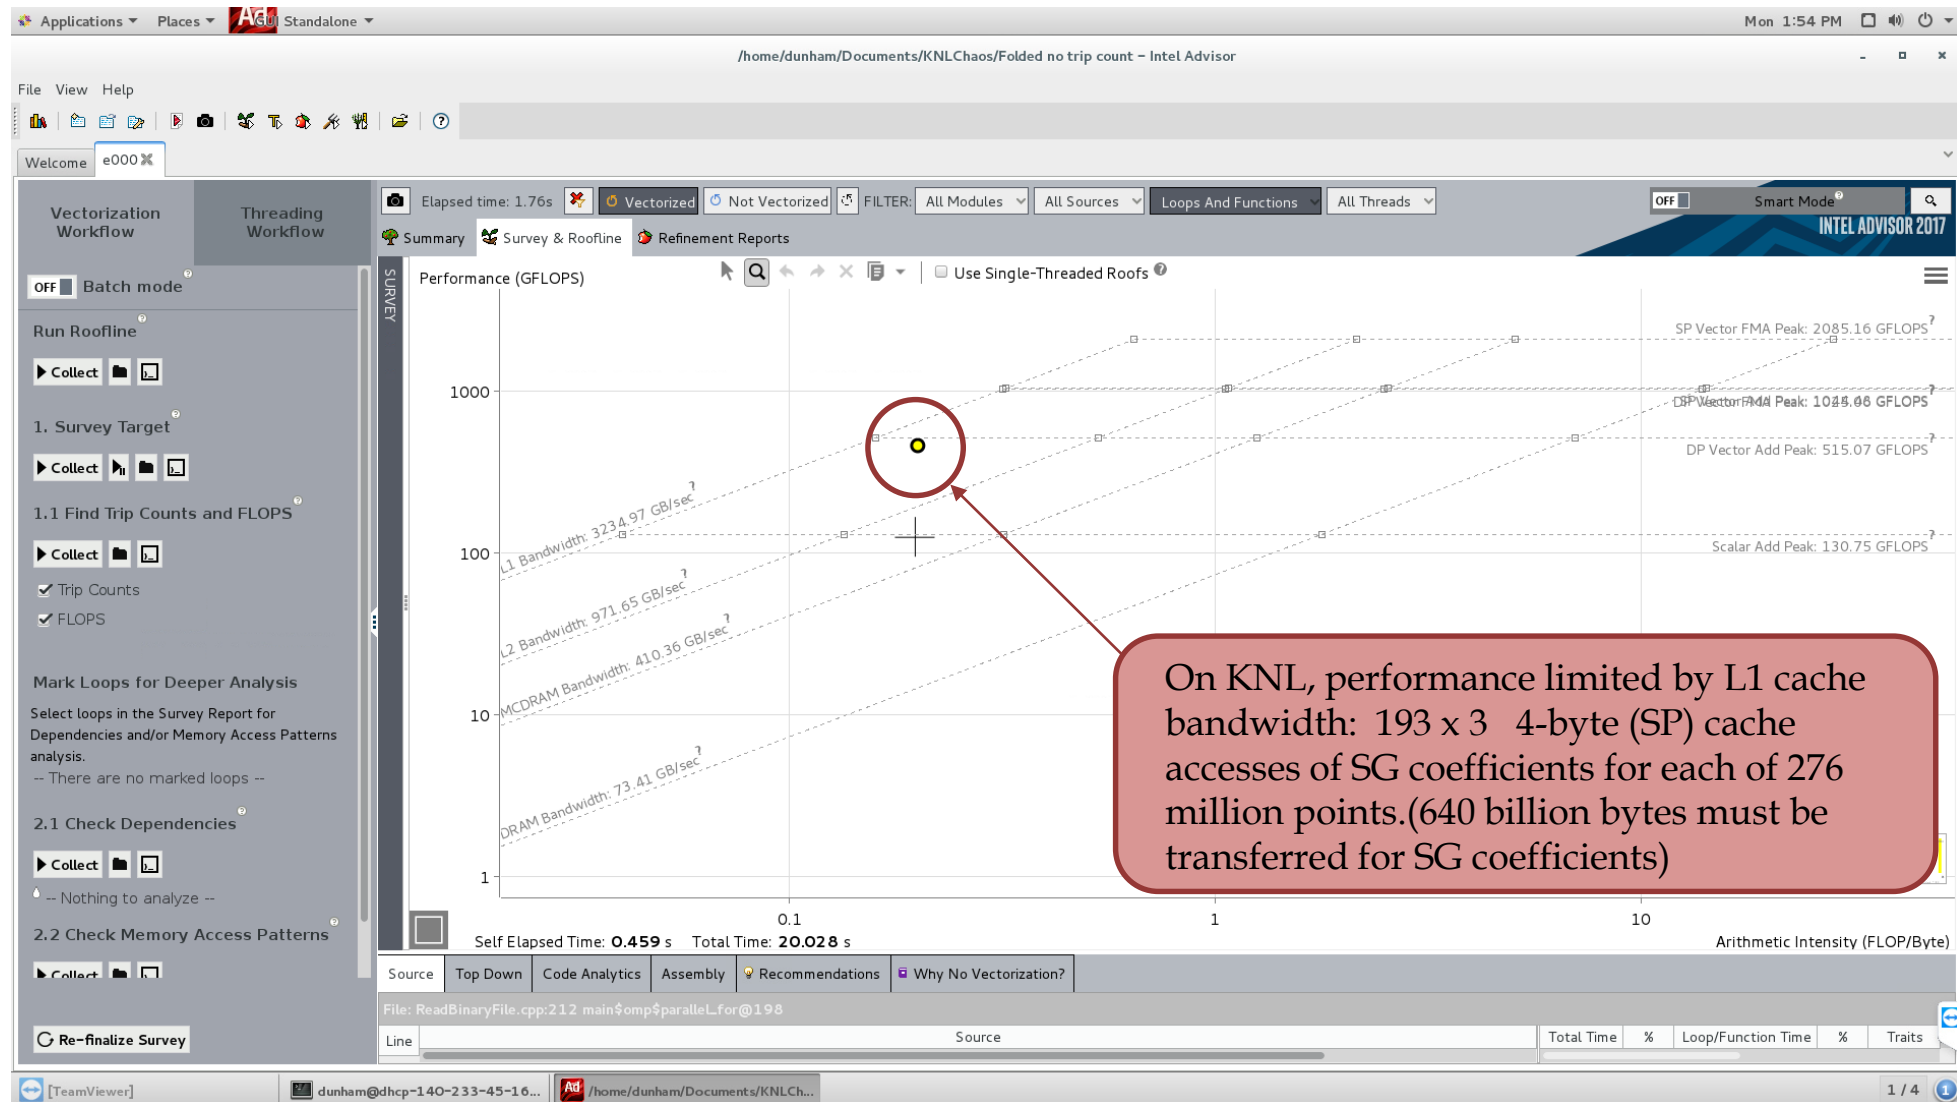 Applications Places GUI Standalone Mon 1:54 PM
/home/dunham/Documents/KNLChaos/Folded no trip count – Intel Advisor
File View Help
Welcome e000
Vectorization Workflow
Threading Workflow
OFF Batch mode
Run Roofline
Collect
1. Survey Target
Collect
1.1 Find Trip Counts and FLOPS
Collect
Trip Counts
FLOPS
Mark Loops for Deeper Analysis
Select loops in the Survey Report for
Dependencies and/or Memory Access Patterns
analysis.
-- There are no marked loops --
2.1 Check Dependencies
Collect
-- Nothing to analyze --
2.2 Check Memory Access Patterns
Collect
Re-finalize Survey
Elapsed time: 1.76s Vectorized Not Vectorized FILTER: All Modules All Sources Loops And Functions All Threads OFF Smart Mode
INTEL ADVISOR 2017
Summary Survey & Roofline Refinement Reports
SURVEY
Performance (GFLOPS) Use Single-Threaded Roofs
SP Vector FMA Peak: 2085.16 GFLOPS
1000
DP Vector Add Peak: 515.07 GFLOPS
L1 Bandwidth: 3234.97 GB/sec
100
Scalar Add Peak: 130.75 GFLOPS
L2 Bandwidth: 971.65 GB/sec
MCDRAM Bandwidth: 410.36 GB/sec
10
DRAM Bandwidth: 73.41 GB/sec
1
On KNL, performance limited by L1 cache
bandwidth: 193 x 3 4-byte (SP) cache
accesses of SG coefficients for each of 276
million points.(640 billion bytes must be
transferred for SG coefficients)
0.1 1 10
Self Elapsed Time: 0.459 s Total Time: 20.028 s Arithmetic Intensity (FLOP/Byte)
Source Top Down Code Analytics Assembly Recommendations Why No Vectorization?
File: ReadBinaryFile.cpp:212 main$omp$parallel_for@198
Line Source Total Time % Loop/Function Time % Traits
[TeamViewer] dunham@dhcp-140-233-45-16... /home/dunham/Documents/KNLCh... 1 / 4 1